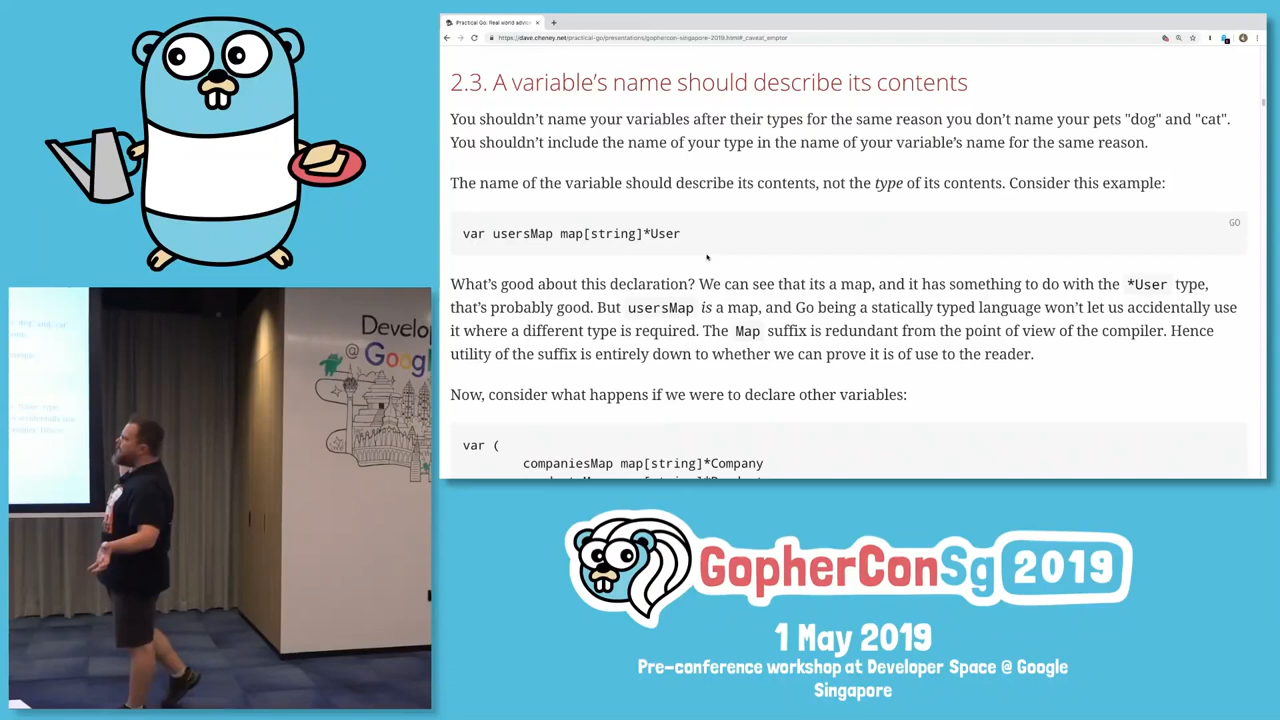 Practical Go: Real world advic
https://dave.cheney.net/practical-go/presentations/gophercon-singapore-2019.html#_caveat_emptor
2.3. A variable's name should describe its contents
You shouldn't name your variables after their types for the same reason you don't name your pets "dog" and "cat".
You shouldn't include the name of your type in the name of your variable's name for the same reason.
The name of the variable should describe its contents, not the type of its contents. Consider this example:
GO
var usersMap map[string]*User
What's good about this declaration? We can see that its a map, and it has something to do with the *User type,
that's probably good. But usersMap is a map, and Go being a statically typed language won't let us accidentally use
it where a different type is required. The Map suffix is redundant from the point of view of the compiler. Hence
utility of the suffix is entirely down to whether we can prove it is of use to the reader.
Now, consider what happens if we were to declare other variables:
var (
companiesMap map[string]*Company
Develop
@ Googl
GopherConSg 2019
1 May 2019
Pre-conference workshop at Developer Space @ Google
Singapore